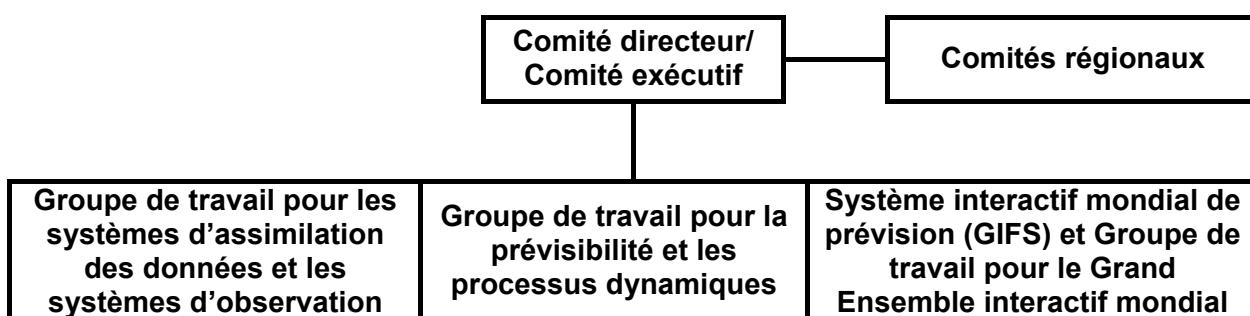 Comité directeur/
Comité exécutif
Comités régionaux
Groupe de travail pour les
systèmes d’assimilation
des données et les
systèmes d’observation
Groupe de travail pour la
prévisibilité et les
processus dynamiques
Système interactif mondial de
prévision (GIFS) et Groupe de
travail pour le Grand
Ensemble interactif mondial